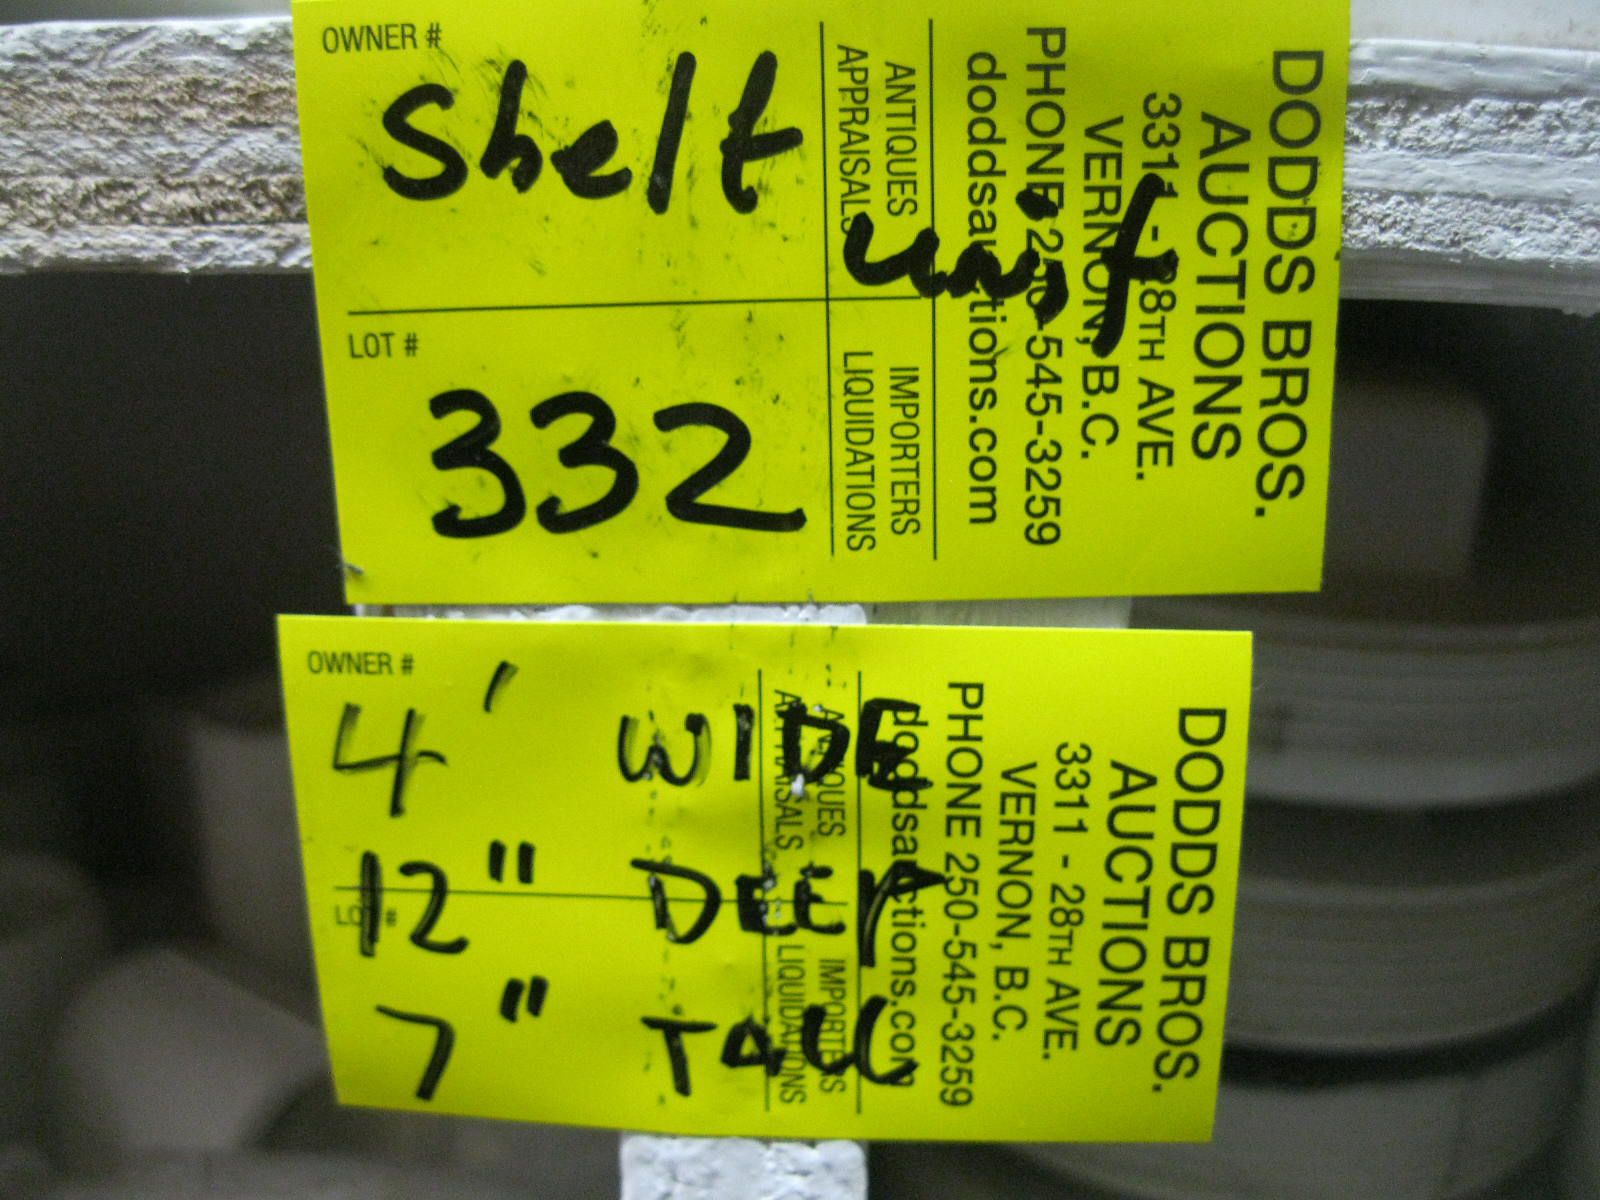 OWNER #
Shelf unit
LOT #
332
ANTIQUES
APPRAISALS
IMPORTERS
LIQUIDATIONS
DODDS BROS.
AUCTIONS
3311 - 28TH AVE.
VERNON, B.C.
PHONE 250-545-3259
doddsauctions.com
OWNER #
4' WIDE
LOT #
12" DEEP
7" TALL
ANTIQUES
APPRAISALS
IMPORTERS
LIQUIDATIONS
DODDS BROS.
AUCTIONS
3311 - 28TH AVE.
VERNON, B.C.
PHONE 250-545-3259
doddsauctions.com